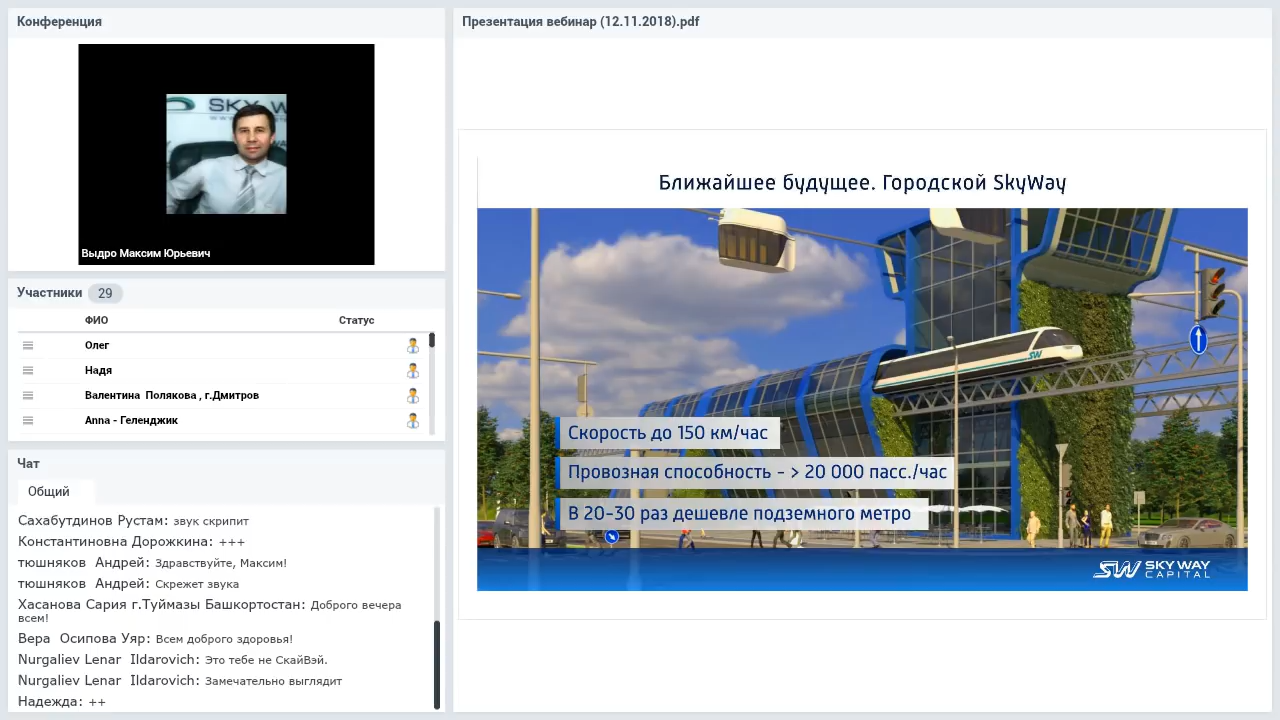 Конференция
SKY W
Выдро Максим Юрьевич
Участники 29
ФИО Статус
Олег
Надя
Валентина Полякова , г.Дмитров
Anna - Геленджик
Чат
Общий
Сахабутдинов Рустам: звук скрипит
Константиновна Дорожкина: +++
тюшняков Андрей: Здравствуйте, Максим!
тюшняков Андрей: Скрежет звука
Хасанова Сария г.Туймазы Башкортостан: Доброго вечера
всем!
Вера Осипова Уяр: Всем доброго здоровья!
Nurgaliev Lenar Ildarovich: Это тебе не СкайВэй.
Nurgaliev Lenar Ildarovich: Замечательно выглядит
Надежда: ++
Презентация вебинар (12.11.2018).pdf
Ближайшее будущее. Городской SkyWay
SW
Скорость до 150 км/час
Провозная способность - > 20 000 пасс./час
В 20-30 раз дешевле подземного метро
SW SKY WAY
CAPITAL